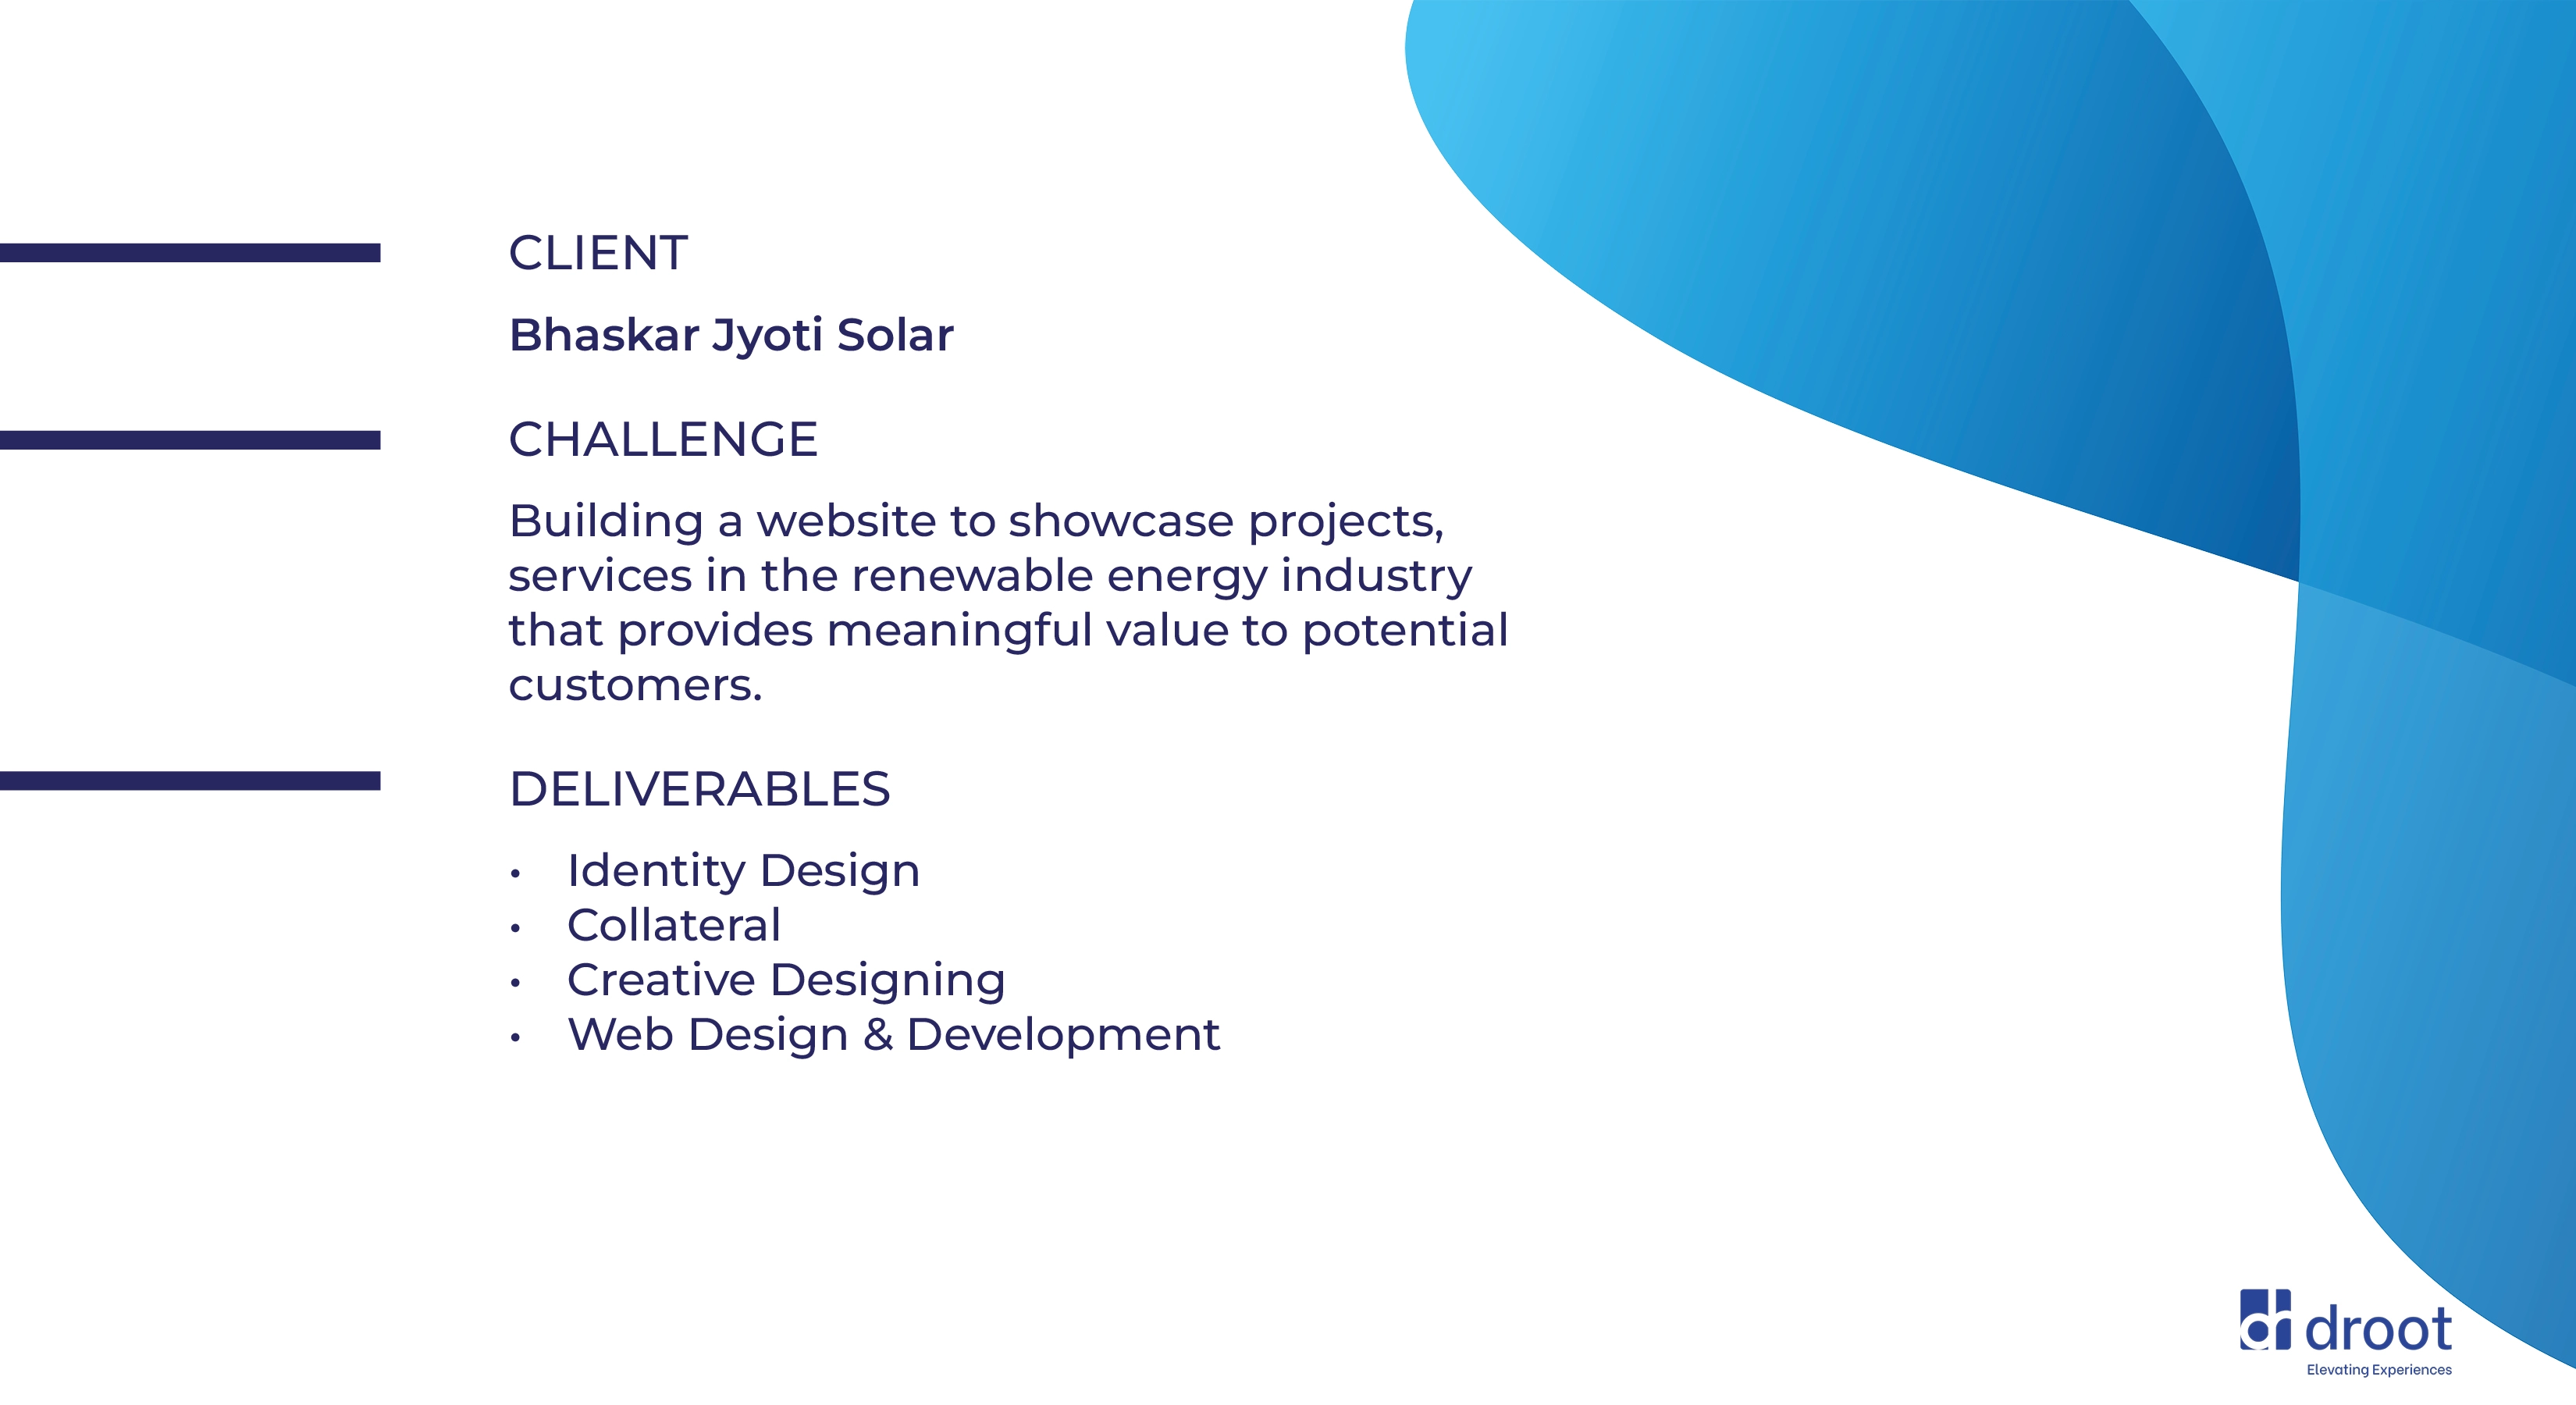 CLIENT
Bhaskar Jyoti Solar
CHALLENGE
Building a website to showcase projects,
services in the renewable energy industry
that provides meaningful value to potential
customers.
DELIVERABLES
• Identity Design
• Collateral
• Creative Designing
• Web Design & Development
dr droot
Elevating Experiences